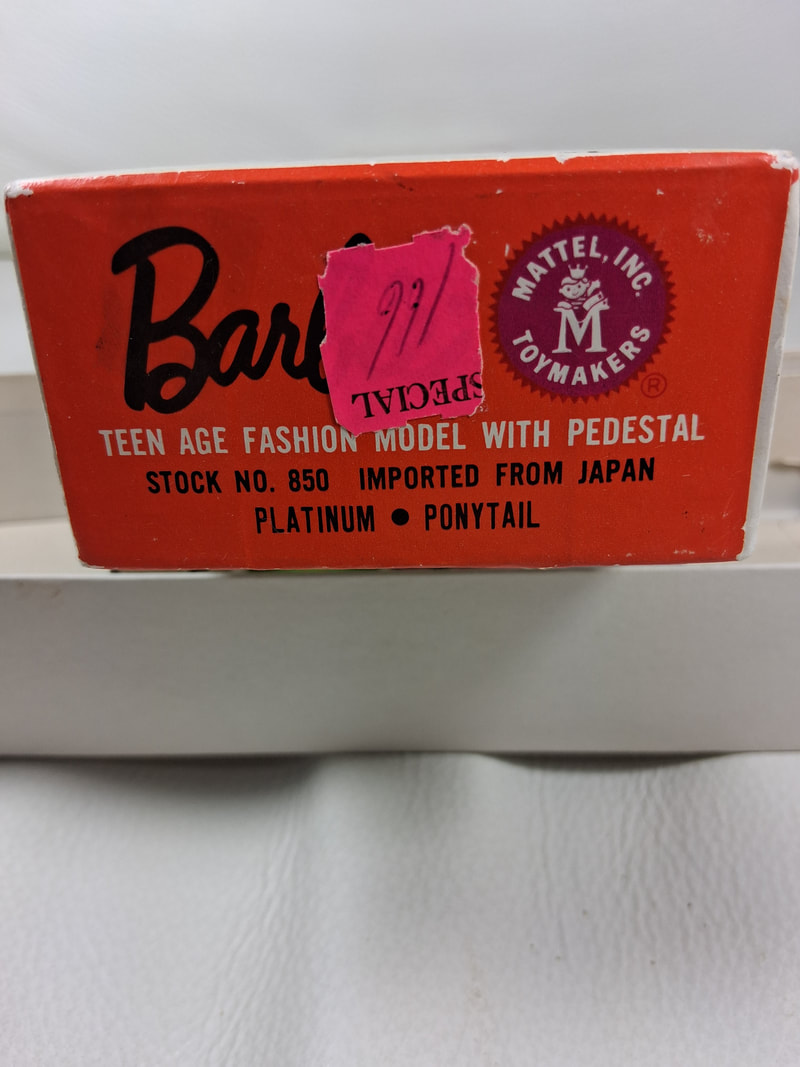 Barb
199
SPECIAL
MATTEL, INC.
M
TOYMAKERS
®
TEEN AGE FASHION MODEL WITH PEDESTAL
STOCK NO. 850 IMPORTED FROM JAPAN
PLATINUM • PONYTAIL